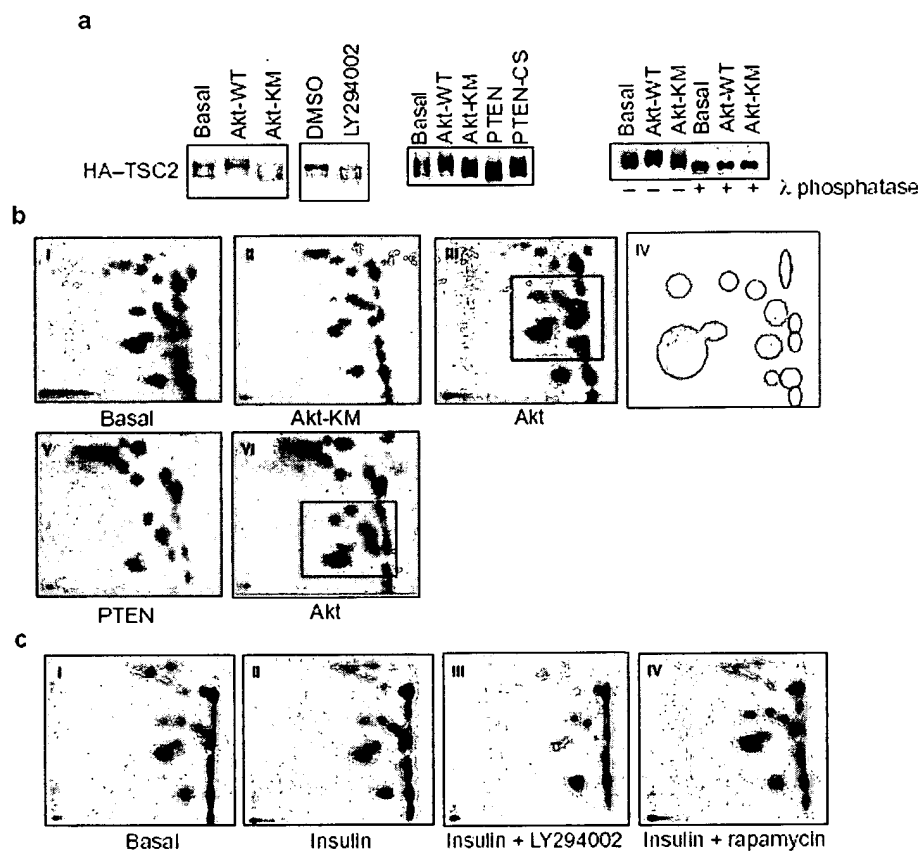 a
Basal Akt-WT Akt-KM DMSO LY294002 Basal Akt-WT Akt-KM PTEN PTEN-CS Basal Akt-WT Akt-KM Basal Akt-WT Akt-KM
HA–TSC2
– – – + + + λ phosphatase
b
I II III IV
Basal Akt-KM Akt
V VI
PTEN Akt
c
I II III IV
Basal Insulin Insulin + LY294002 Insulin + rapamycin